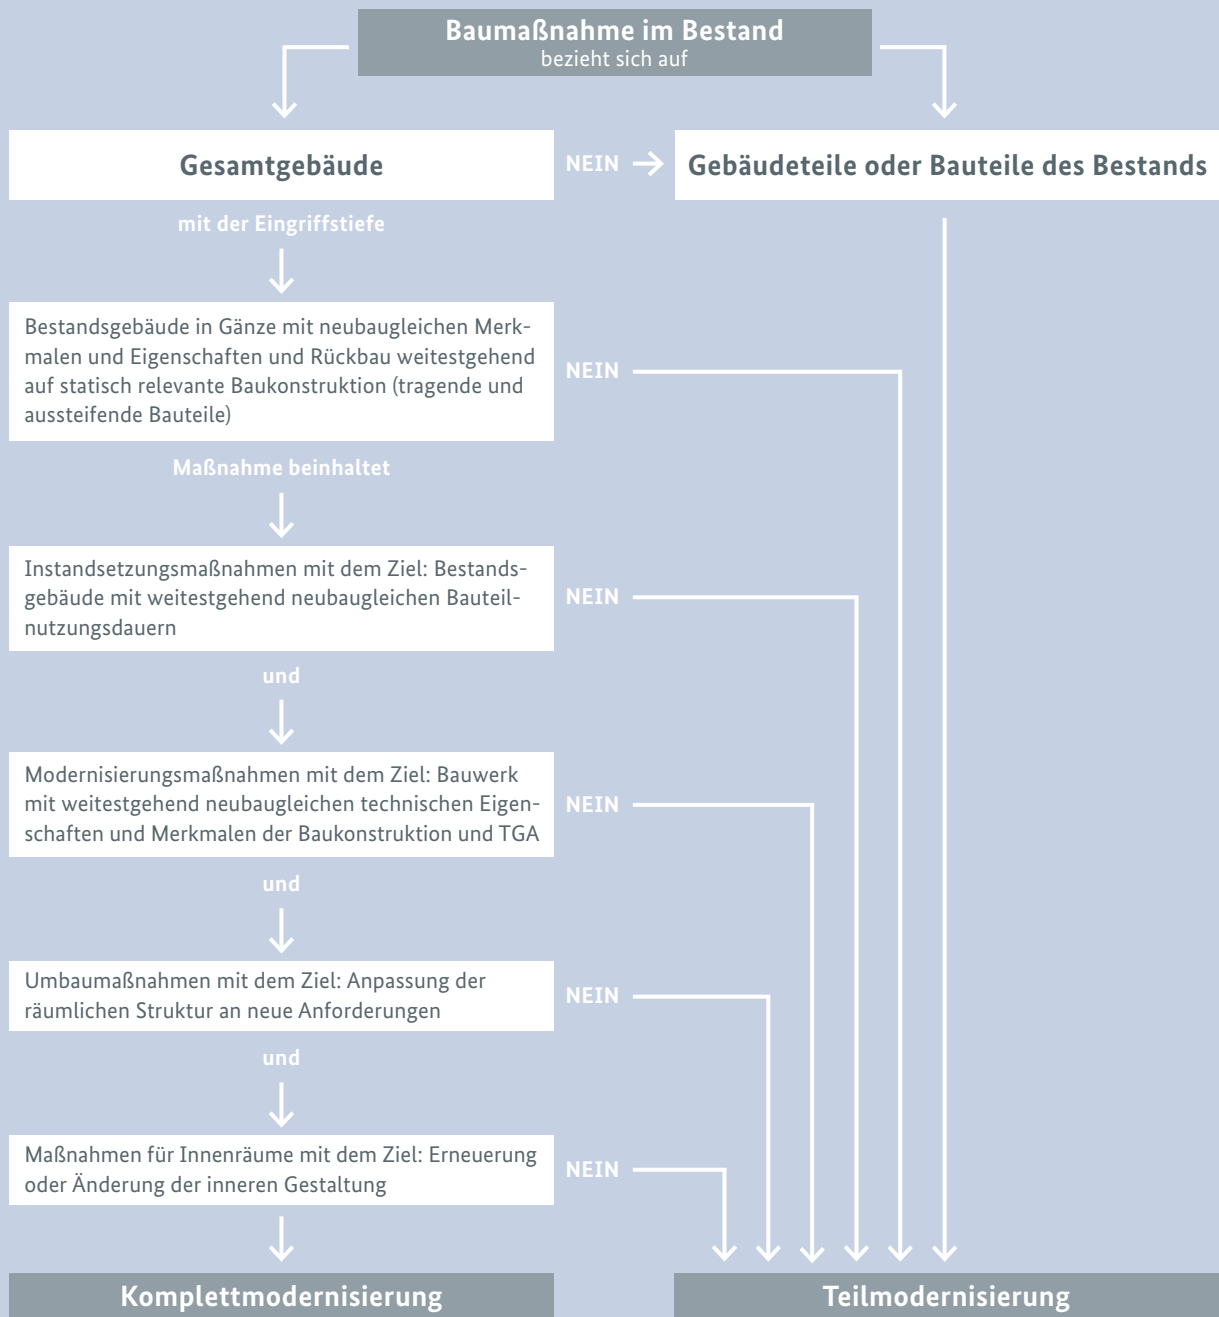 Baumaßnahme im Bestand
bezieht sich auf
Gesamtgebäude
NEIN
Gebäudeteile oder Bauteile des Bestands
mit der Eingriffstiefe
Bestandsgebäude in Gänze mit neubaugleichen Merk-
malen und Eigenschaften und Rückbau weitestgehend
auf statisch relevante Baukonstruktion (tragende und
aussteifende Bauteile)
NEIN
Maßnahme beinhaltet
Instandsetzungsmaßnahmen mit dem Ziel: Bestands-
gebäude mit weitestgehend neubaugleichen Bauteil-
nutzungsdauern
NEIN
und
Modernisierungsmaßnahmen mit dem Ziel: Bauwerk
mit weitestgehend neubaugleichen technischen Eigen-
schaften und Merkmalen der Baukonstruktion und TGA
NEIN
und
Umbaumaßnahmen mit dem Ziel: Anpassung der
räumlichen Struktur an neue Anforderungen
NEIN
und
Maßnahmen für Innenräume mit dem Ziel: Erneuerung
oder Änderung der inneren Gestaltung
NEIN
Komplettmodernisierung
Teilmodernisierung